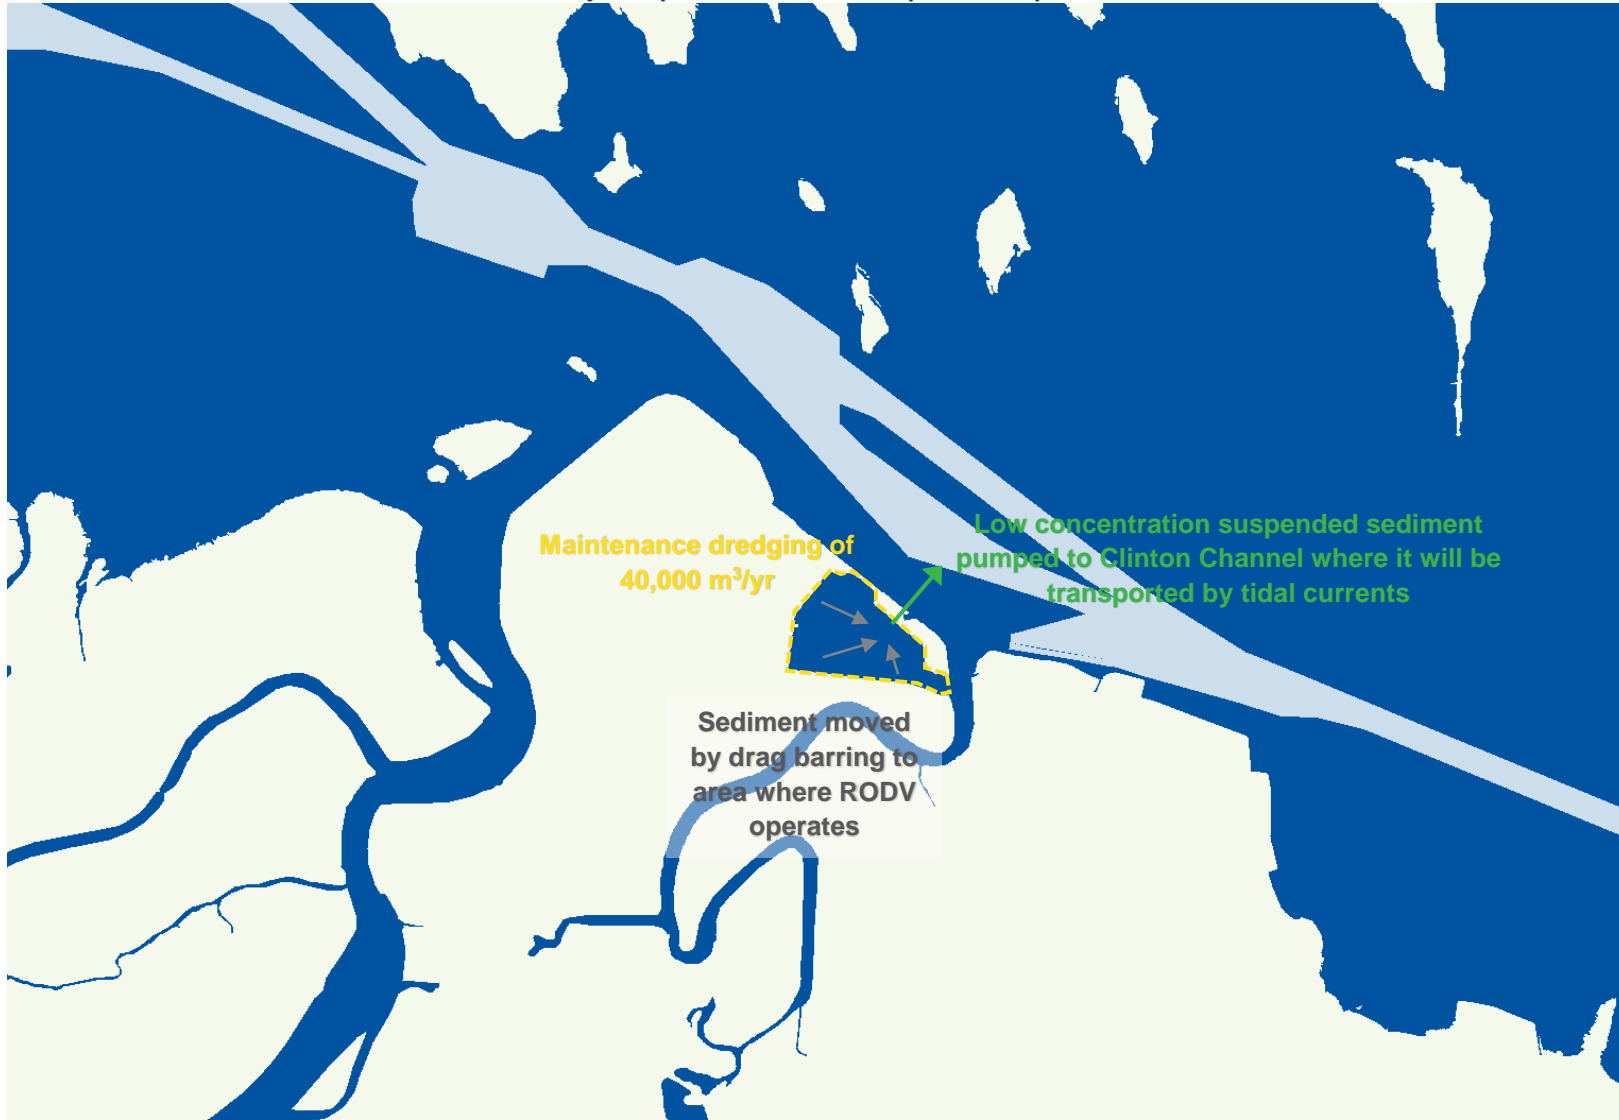 Low concentration suspended sediment
pumped to Clinton Channel where it will be
transported by tidal currents
Maintenance dredging of
40,000 m³/yr
Sediment moved
by drag barring to
area where RODV
operates